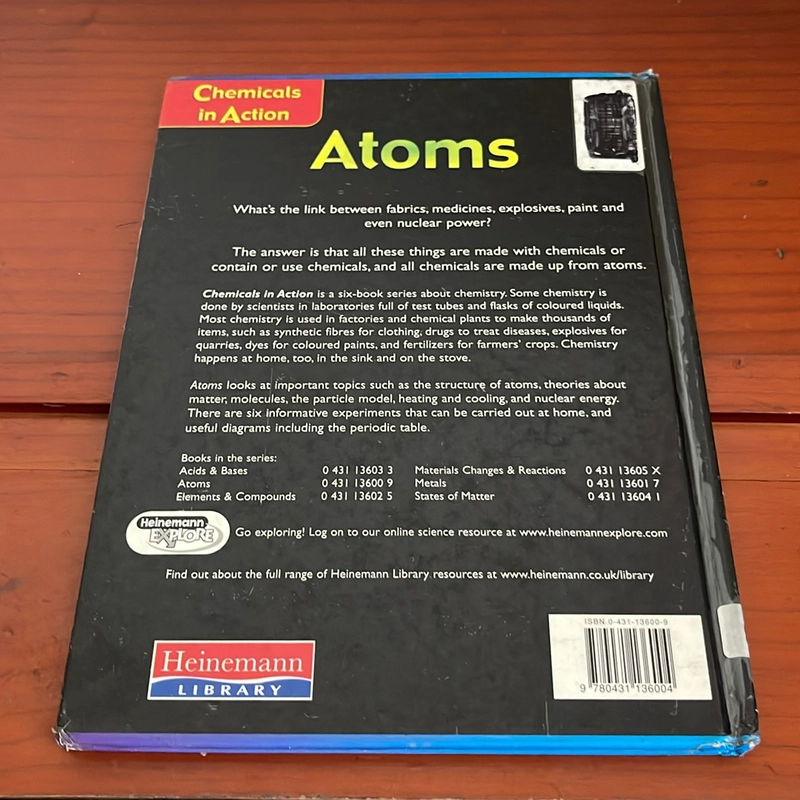 Chemicals
in Action
Atoms
What's the link between fabrics, medicines, explosives, paint and
even nuclear power?
The answer is that all these things are made with chemicals or
contain or use chemicals, and all chemicals are made up from atoms.
Chemicals in Action is a six-book series about chemistry. Some chemistry is
done by scientists in laboratories full of test tubes and flasks of coloured liquids.
Most chemistry is used in factories and chemical plants to make thousands of
items, such as synthetic fibres for clothing, drugs to treat diseases, explosives for
quarries, dyes for coloured paints, and fertilizers for farmers' crops. Chemistry
happens at home, too, in the sink and on the stove.
Atoms looks at important topics such as the structure of atoms, theories about
matter, molecules, the particle model, heating and cooling, and nuclear energy.
There are six informative experiments that can be carried out at home, and
useful diagrams including the periodic table.
Books in the series:
Acids & Bases 0 431 13603 3 Materials Changes & Reactions 0 431 13605 X
Atoms 0 431 13600 9 Metals 0 431 13601 7
Elements & Compounds 0 431 13602 5 States of Matter 0 431 13604 1
Heinemann
EXPLORE
Go exploring! Log on to our online science resource at www.heinemannexplore.com
Find out about the full range of Heinemann Library resources at www.heinemann.co.uk/library
Heinemann
LIBRARY
ISBN 0-431-13600-9
9 780431 136004